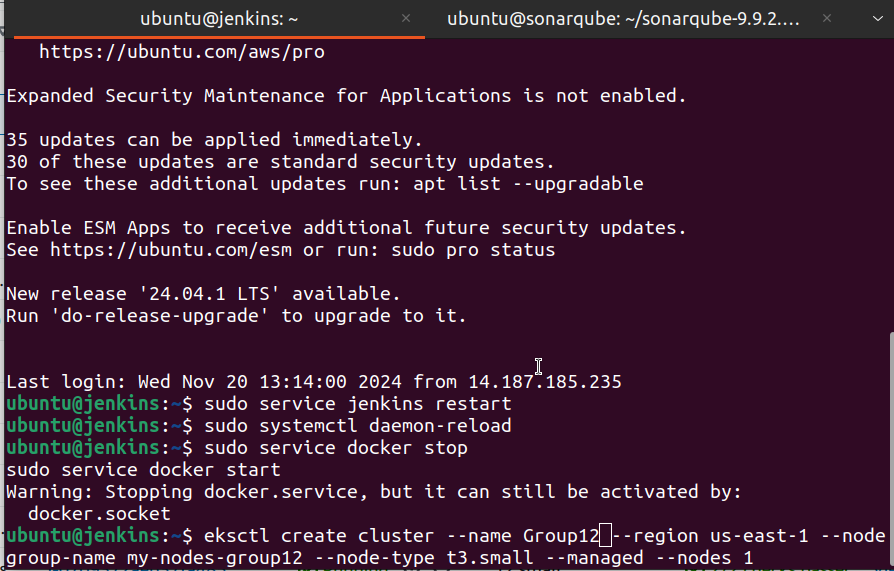 ubuntu@jenkins: ~
ubuntu@sonarqube: ~/sonarqube-9.9.2....
https://ubuntu.com/aws/pro
Expanded Security Maintenance for Applications is not enabled.
35 updates can be applied immediately.
30 of these updates are standard security updates.
To see these additional updates run: apt list --upgradable
Enable ESM Apps to receive additional future security updates.
See https://ubuntu.com/esm or run: sudo pro status
New release '24.04.1 LTS' available.
Run 'do-release-upgrade' to upgrade to it.
Last login: Wed Nov 20 13:14:00 2024 from 14.187.185.235
ubuntu@jenkins:~$ sudo service jenkins restart
ubuntu@jenkins:~$ sudo systemctl daemon-reload
ubuntu@jenkins:~$ sudo service docker stop
sudo service docker start
Warning: Stopping docker.service, but it can still be activated by:
docker.socket
ubuntu@jenkins:~$ eksctl create cluster --name Group12 --region us-east-1 --node
group-name my-nodes-group12 --node-type t3.small --managed --nodes 1